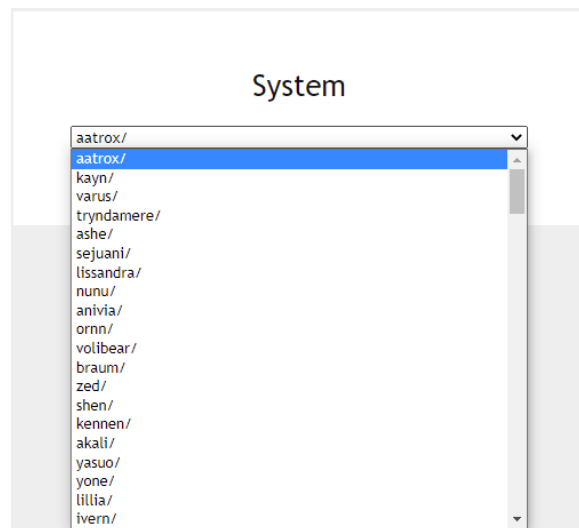 System
aatrox/
aatrox/
kayn/
varus/
tryndamere/
ashe/
sejuani/
lissandra/
nunu/
anivia/
ornn/
volibear/
braum/
zed/
shen/
kennen/
akali/
yasuo/
yone/
lillia/
ivern/